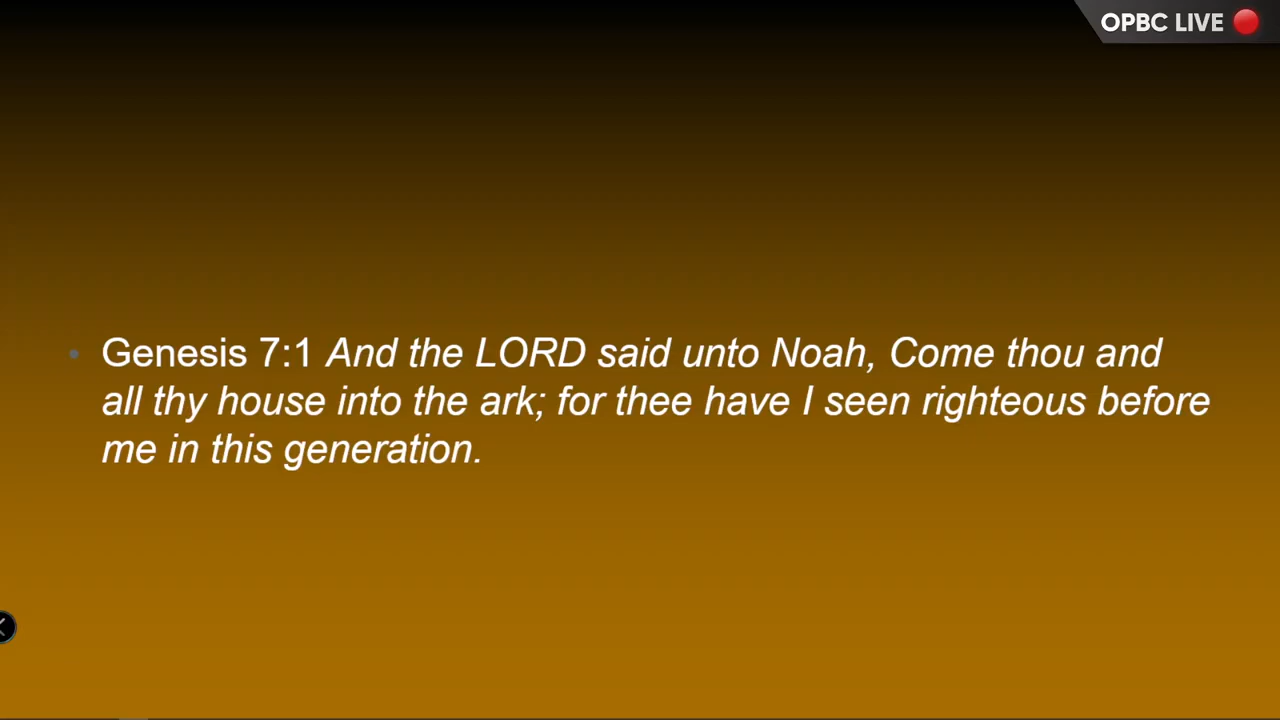 OPBC LIVE
• Genesis 7:1 And the LORD said unto Noah, Come thou and
all thy house into the ark; for thee have I seen righteous before
me in this generation.